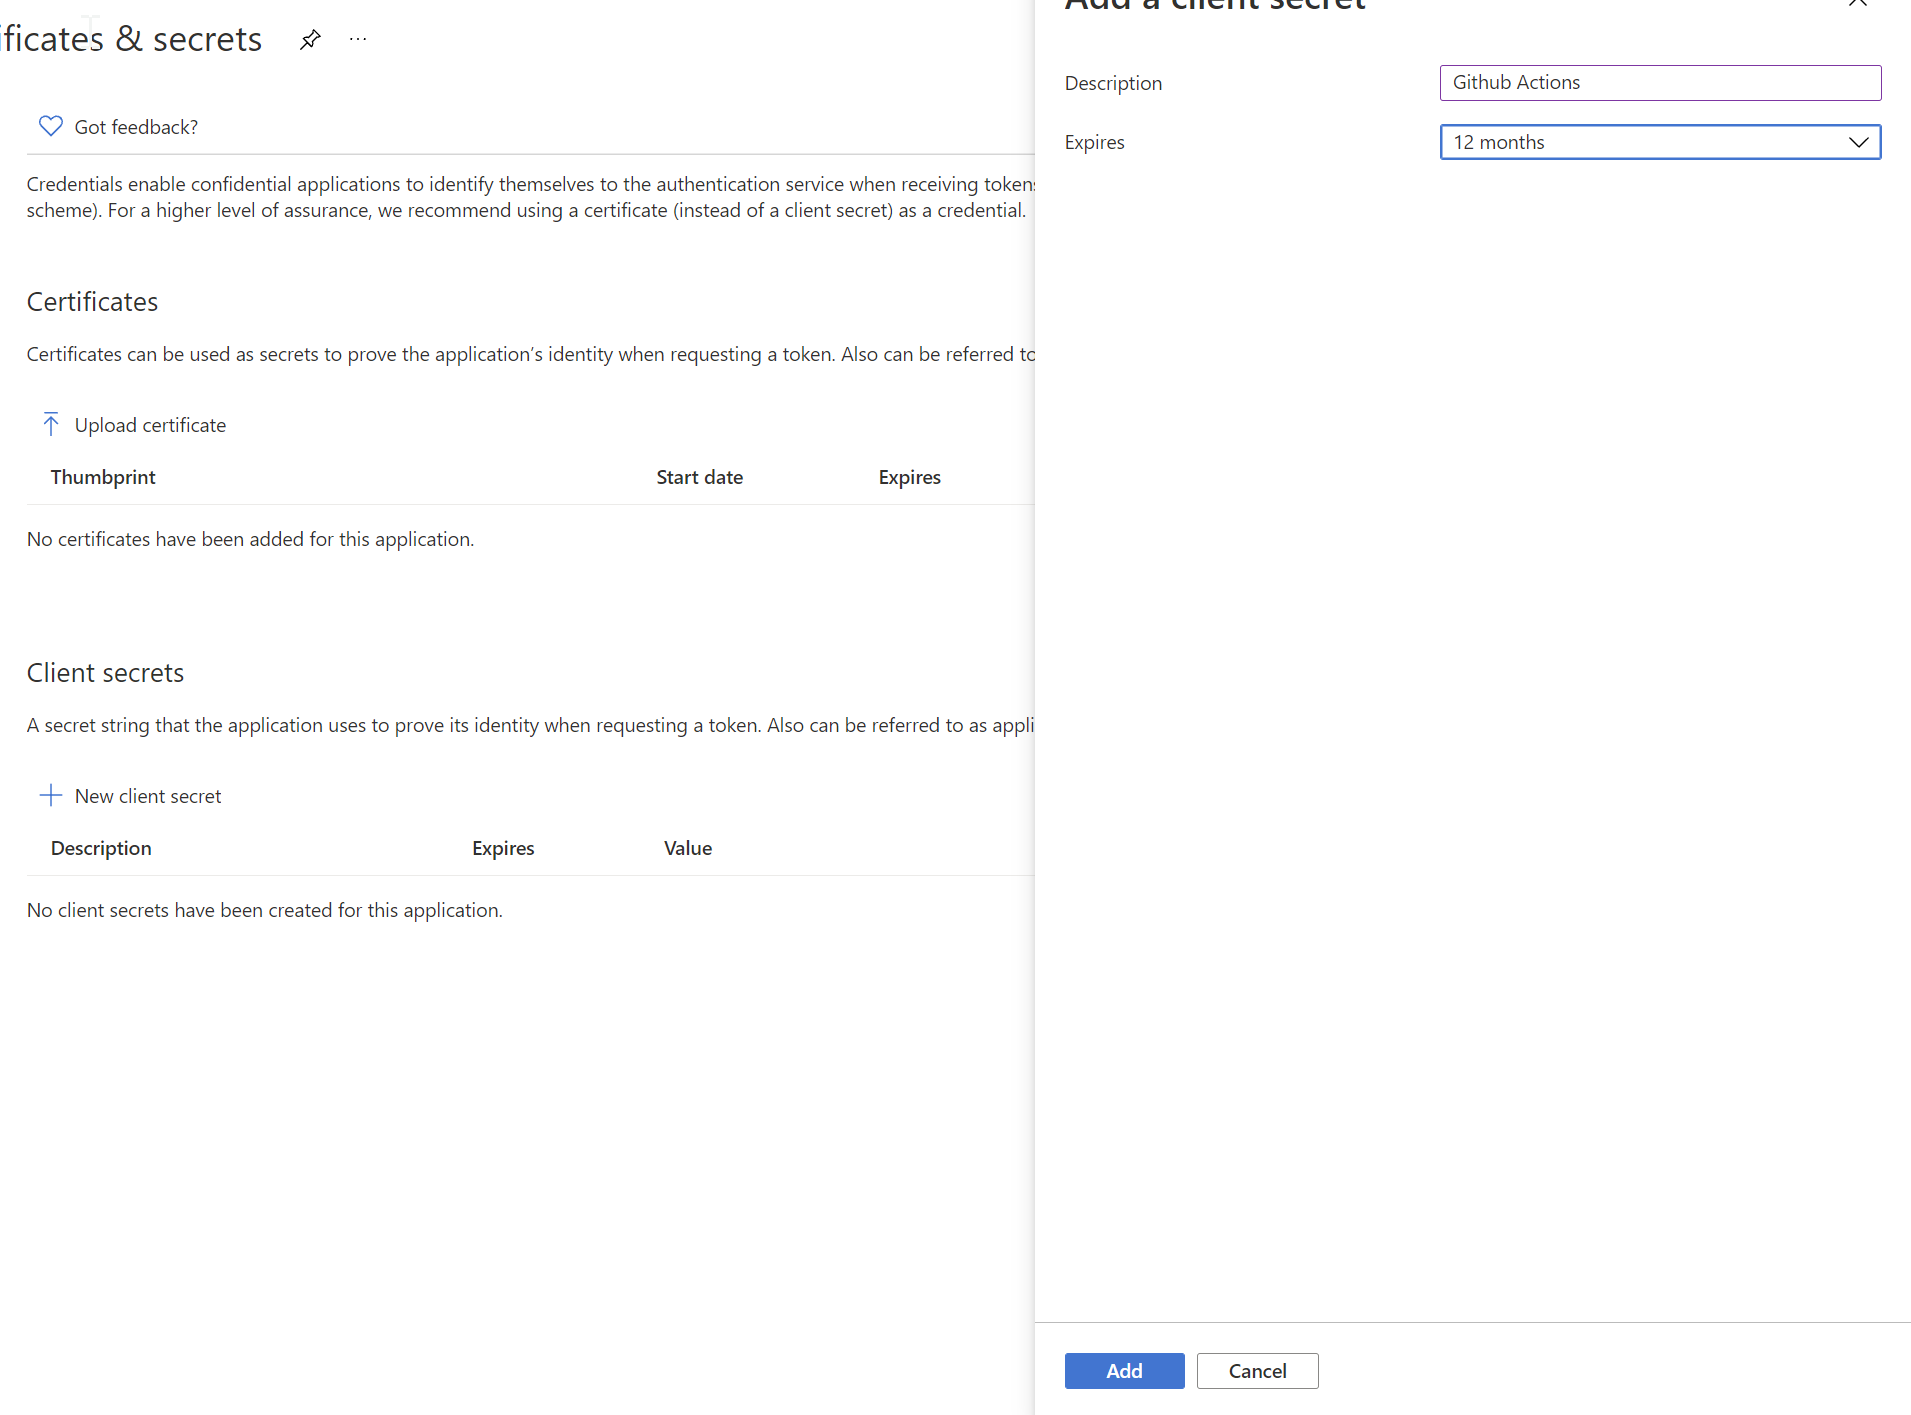 ificates & secrets
Got feedback?
Credentials enable confidential applications to identify themselves to the authentication service when receiving tokens
scheme). For a higher level of assurance, we recommend using a certificate (instead of a client secret) as a credential.
Certificates
Certificates can be used as secrets to prove the application's identity when requesting a token. Also can be referred to
Upload certificate
Thumbprint Start date Expires
No certificates have been added for this application.
Client secrets
A secret string that the application uses to prove its identity when requesting a token. Also can be referred to as appli
New client secret
Description Expires Value
No client secrets have been created for this application.
Add a client secret
Description Github Actions
Expires 12 months
Add Cancel